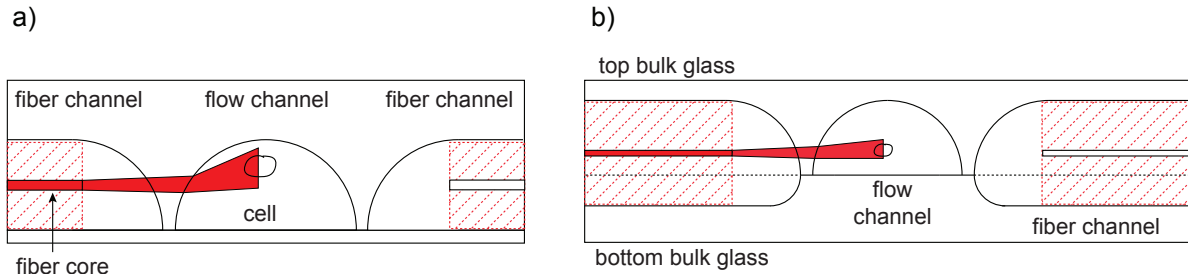 a)
fiber channel
flow channel
fiber channel
cell
fiber core
b)
top bulk glass
flow
channel
fiber channel
bottom bulk glass